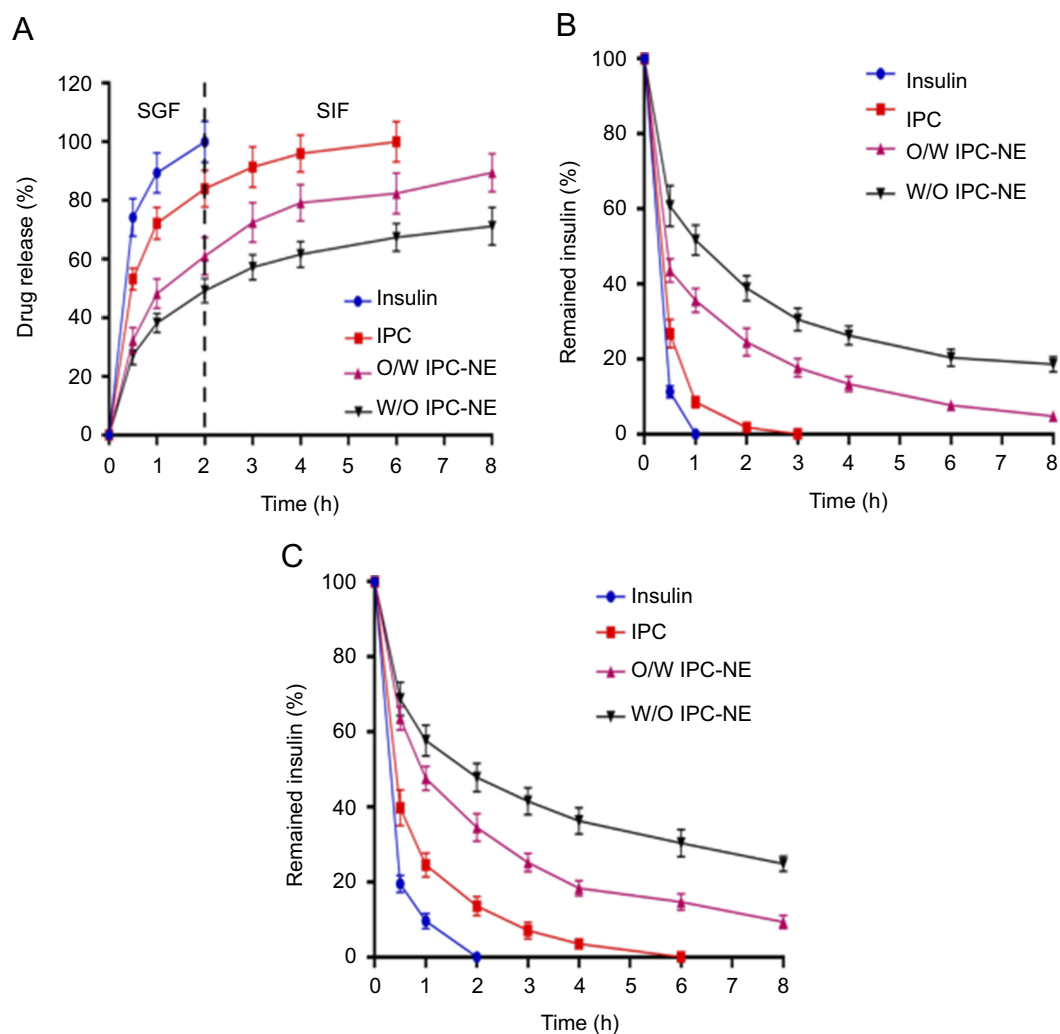 A
Drug release (%)
120
100
80
60
40
20
0
SGF
SIF
Insulin
IPC
O/W IPC-NE
W/O IPC-NE
0 1 2 3 4 5 6 7 8
Time (h)
B
Remained insulin (%)
100
80
60
40
20
0
Insulin
IPC
O/W IPC-NE
W/O IPC-NE
0 1 2 3 4 5 6 7 8
Time (h)
C
Remained insulin (%)
100
80
60
40
20
0
Insulin
IPC
O/W IPC-NE
W/O IPC-NE
0 1 2 3 4 5 6 7 8
Time (h)